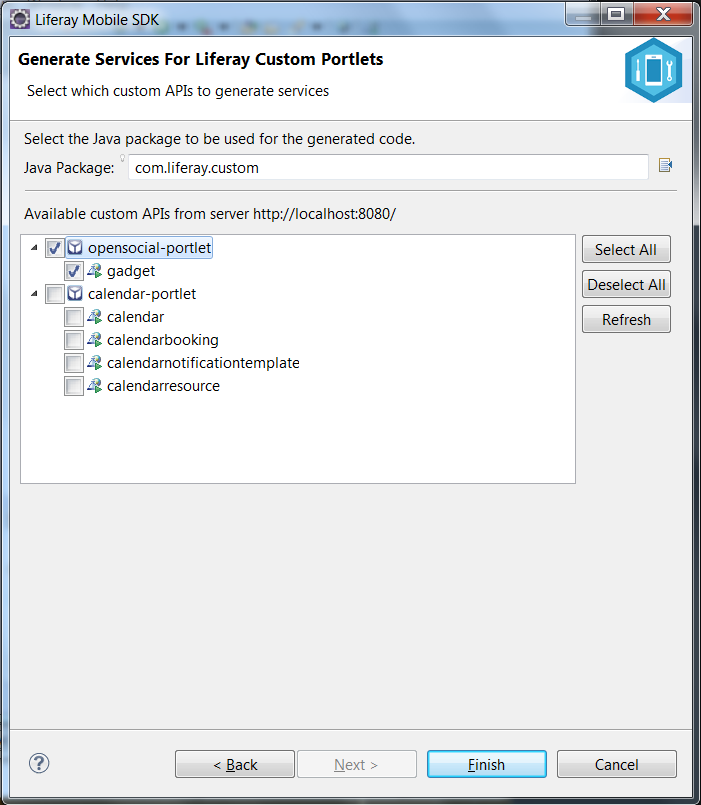 Liferay Mobile SDK
Generate Services For Liferay Custom Portlets
Select which custom APIs to generate services
Select the Java package to be used for the generated code.
Java Package: com.liferay.custom
Available custom APIs from server http://localhost:8080/
opensocial-portlet
gadget
calendar-portlet
calendar
calendarbooking
calendarnotificationtemplate
calendarresource
Select All
Deselect All
Refresh
< Back
Next >
Finish
Cancel